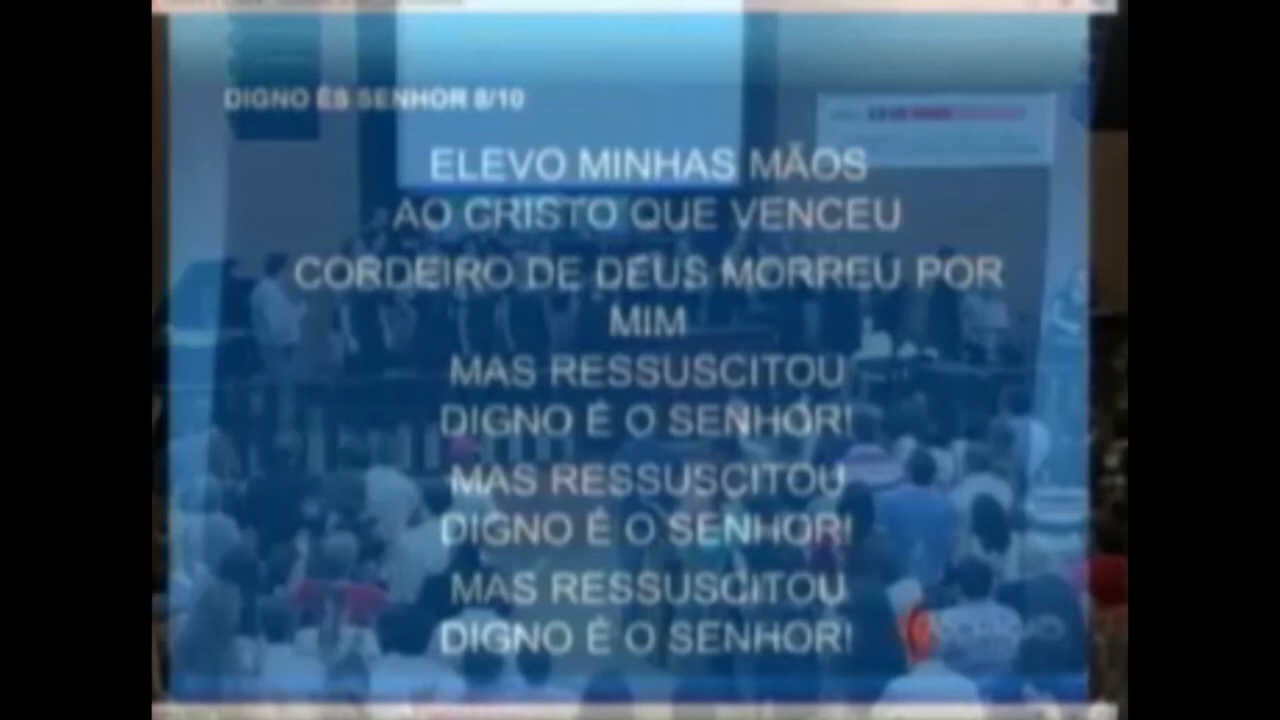 DIGNO ÉS SENHOR 8/10
ELEVO MINHAS MÃOS
AO CRISTO QUE VENCEU
CORDEIRO DE DEUS MORREU POR
MIM
MAS RESSUSCITOU
DIGNO É O SENHOR!
MAS RESSUSCITOU
DIGNO É O SENHOR!
MAS RESSUSCITOU
DIGNO É O SENHOR!